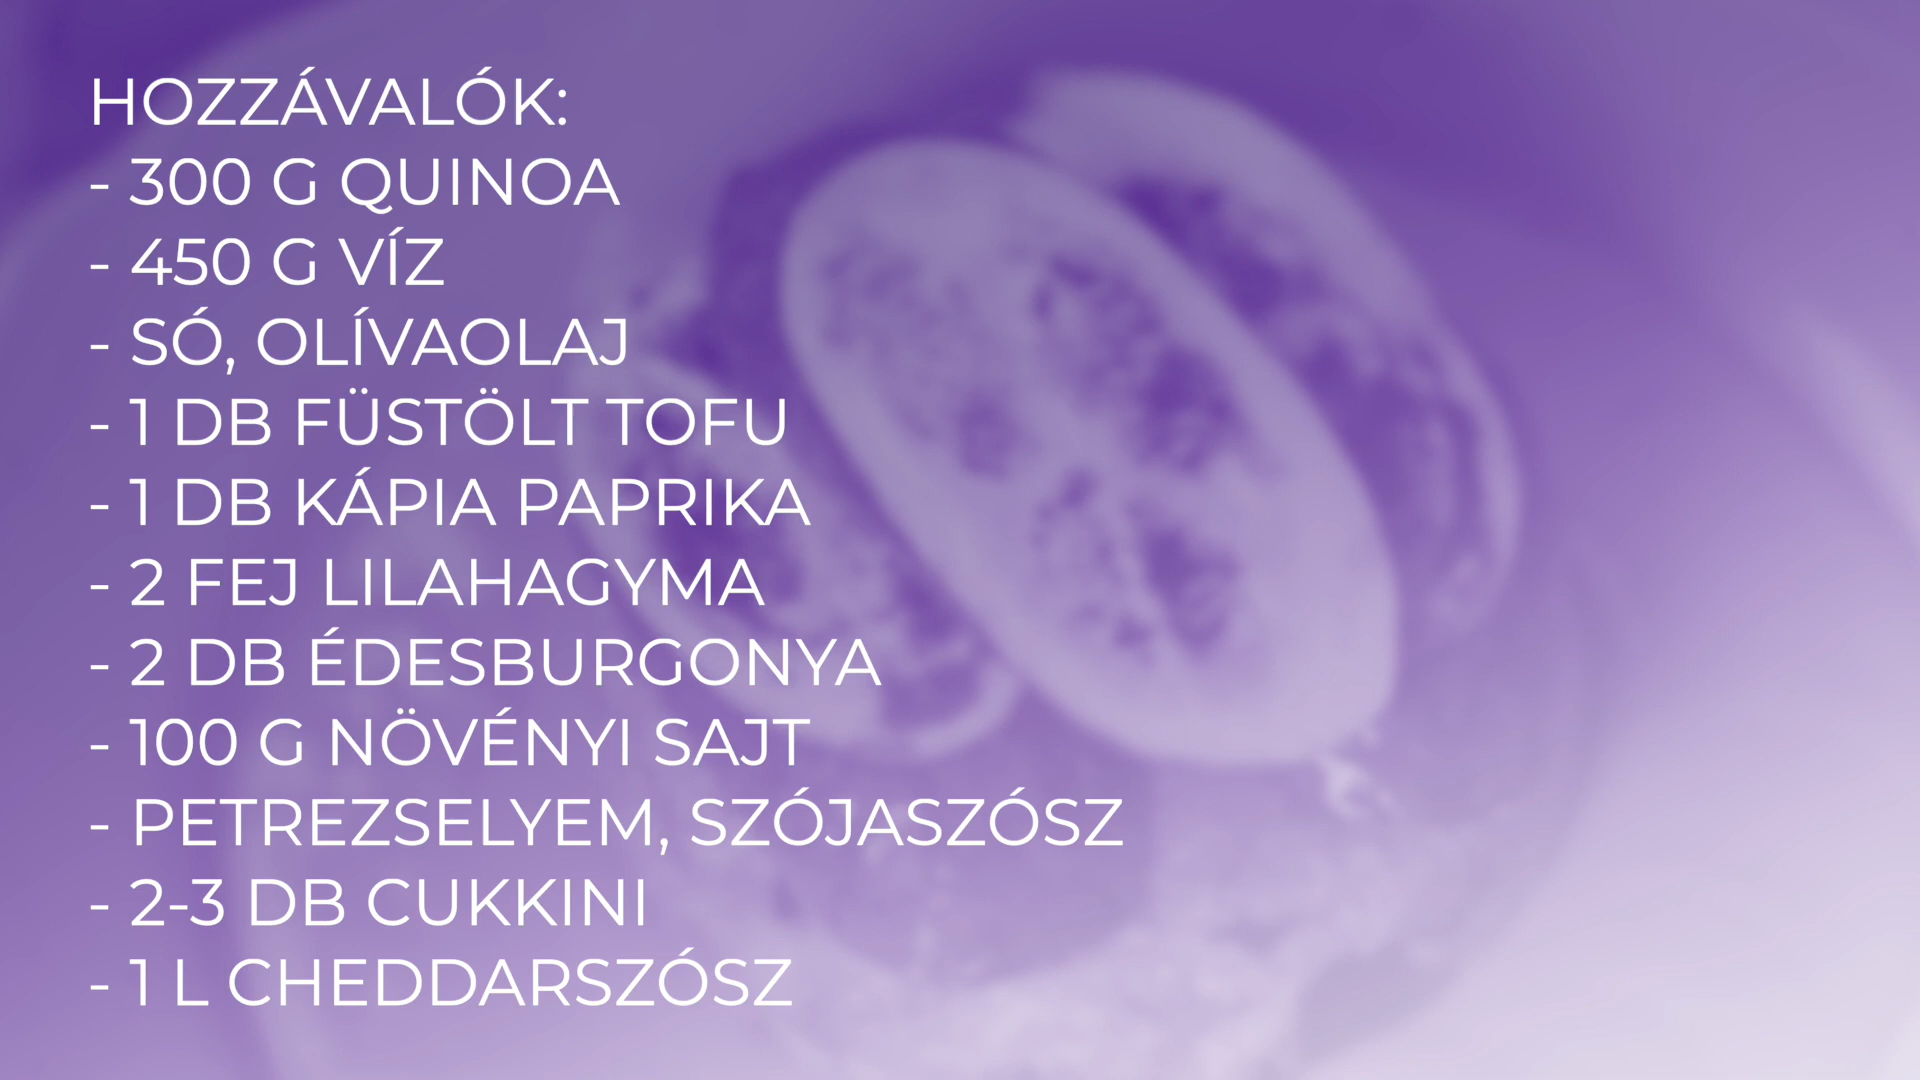 HOZZÁVALÓK:
- 300 G QUINOA
- 450 G VÍZ
- SÓ, OLÍVAOLAJ
- 1 DB FÜSTÖLT TOFU
- 1 DB KÁPIA PAPRIKA
- 2 FEJ LILAHAGYMA
- 2 DB ÉDESBURGONYA
- 100 G NÖVÉNYI SAJT
- PETREZSELYEM, SZÓJASZÓSZ
- 2-3 DB CUKKINI
- 1 L CHEDDARSZÓSZ